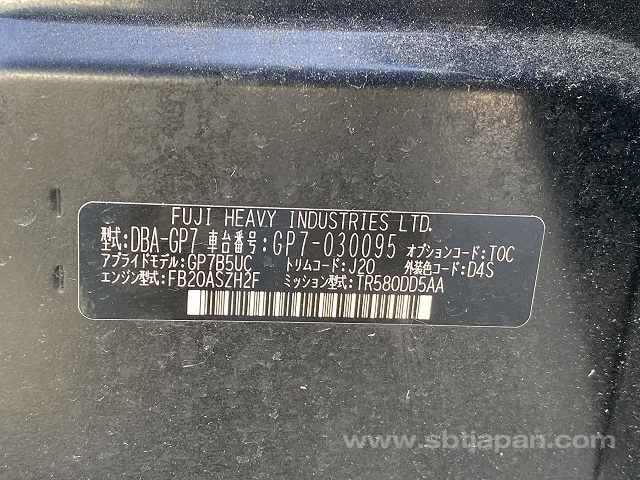 FUJI HEAVY INDUSTRIES LTD.
型式:DBA-GP7 車台番号:GP7-030095 オプションコード:TOC
アプライドモデル:GP7B5UC トリムコード:J20 外装色コード:D4S
エンジン型式:FB20ASZH2F ミッション型式:TR580DD5AA
www.sbtjapan.com